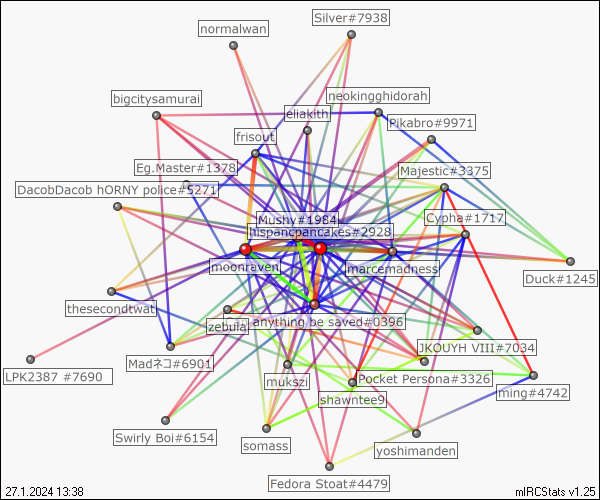 Silver#7938
normalwan
neokingghidorah
bigcitysamurai
eliakith
Pikabro#9971
frisout
Eg.Master#1378
Majestic#3375
DacobDacob hORNY police#5271
Mushy#1984
Cypha#1717
hispancpancakes#2928
moonraven
marcemadness
Duck#1245
thesecondtwat
zebula
anything be saved#0396
JKOUYH VIII#7034
Madネコ#6901
LPK2387 #7690
mukszi
Pocket Persona#3326
ming#4742
shawntee9
Swirly Boi#6154
somass
yoshimanden
Fedora Stoat#4479
27.1.2024 13:38
mIRCStats v1.25